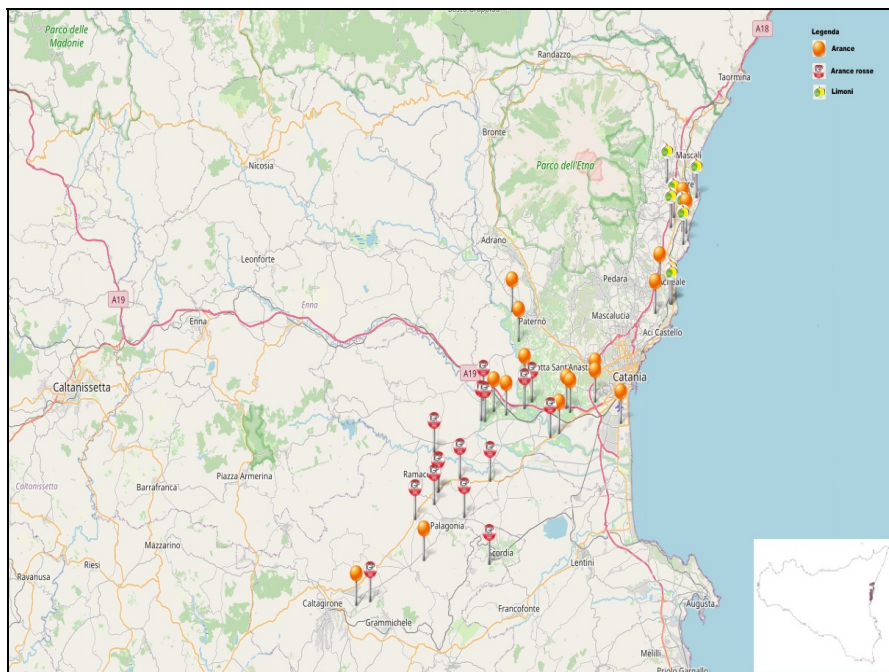 Parco delle
Madonie
A18
Legenda
Arance
Arance rosse
Limoni
Randazzo
Taormina
Bronte
Nicosia
Parco dell'Etna
Mascali
Adrano
Leonforte
Pedara
A19
Enna
Enna
Paternò
Mascalucia
Aci Castello
A19
Catania
Caltanissetta
Piazza Armerina
Barrafranca
Caltanissetta
Palagonia
Mazzarino
Riesi
Ravanusa
Lentini
Caltagirone
Francofonte
Augusta
Grammichele
Melilli
Priolo Gargallo